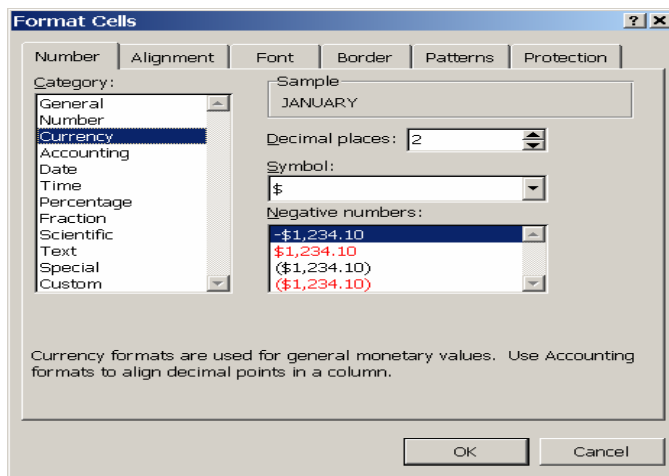 Format Cells
Number Alignment Font Border Patterns Protection
Category:
General
Number
Currency
Accounting
Date
Time
Percentage
Fraction
Scientific
Text
Special
Custom
Sample
JANUARY
Decimal places: 2
Symbol:
$
Negative numbers:
-$1,234.10
$1,234.10
($1,234.10)
($1,234.10)
Currency formats are used for general monetary values.  Use Accounting
formats to align decimal points in a column.
OK Cancel